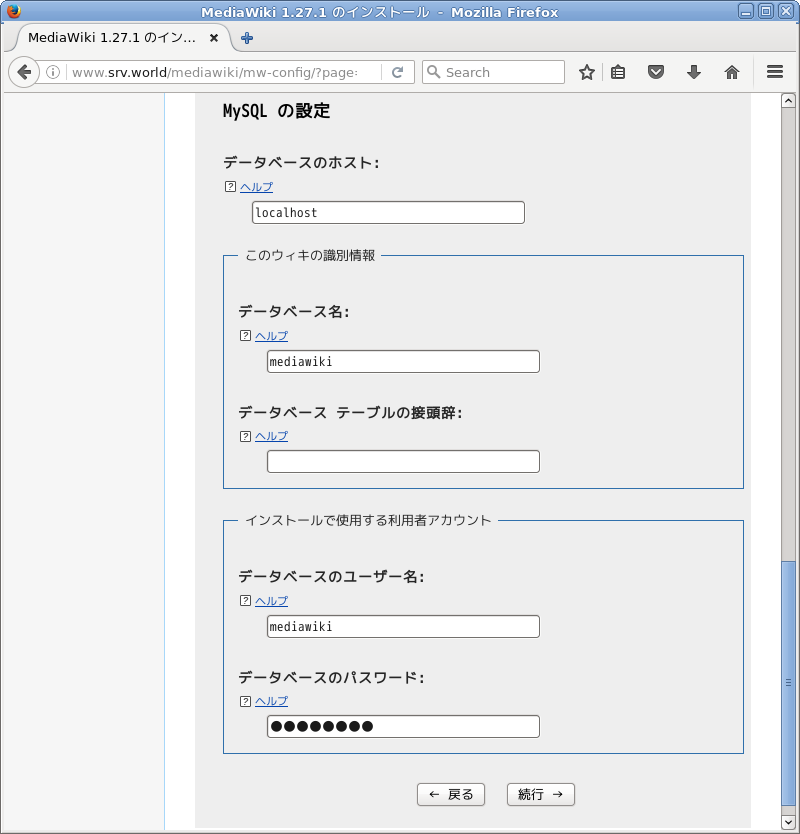 MediaWiki 1.27.1 のインストール - Mozilla Firefox
MediaWiki 1.27.1 のイン…
www.srv.world/mediawiki/mw-config/?page=
Search
MySQL の設定
データベースのホスト:
? ヘルプ
localhost
このウィキの識別情報
データベース名:
? ヘルプ
mediawiki
データベース テーブルの接頭辞:
? ヘルプ
インストールで使用する利用者アカウント
データベースのユーザー名:
? ヘルプ
mediawiki
データベースのパスワード:
? ヘルプ
●●●●●●●●
← 戻る
続行 →